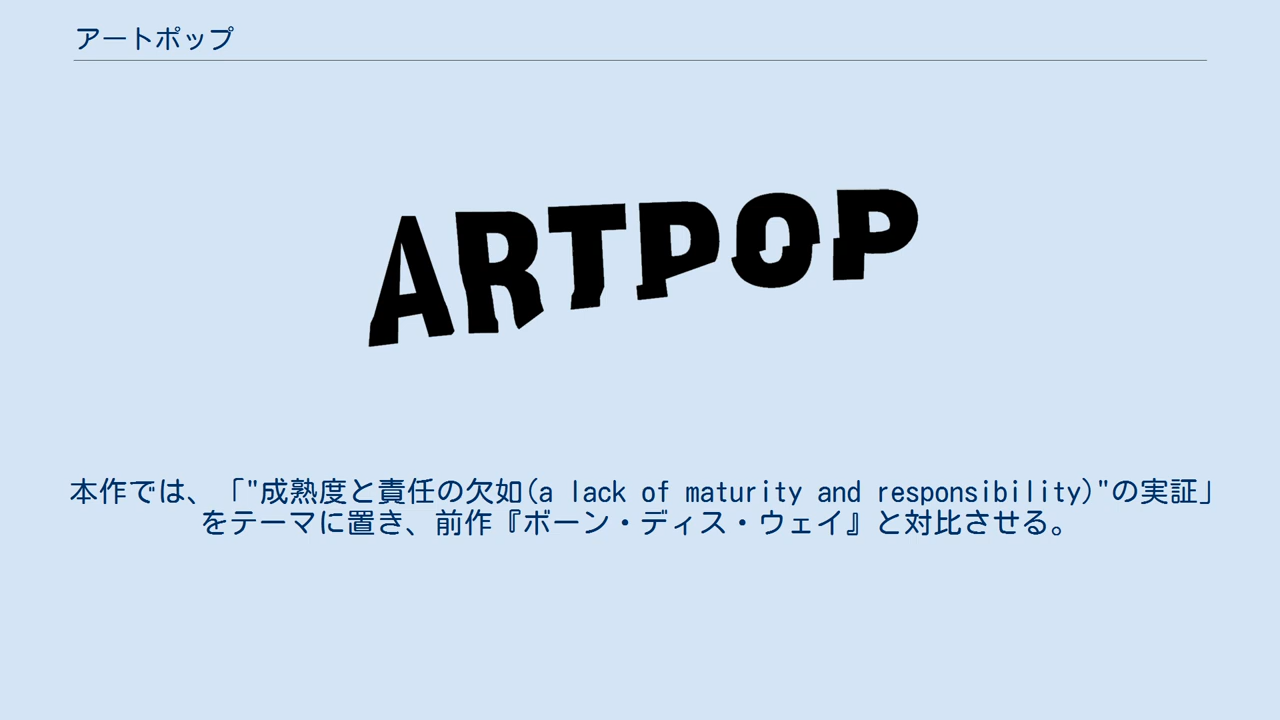 アートポップ
ARTPOP
本作では、「"成熟度と責任の欠如(a lack of maturity and responsibility)"の実証」
をテーマに置き、前作『ボーン・ディス・ウェイ』と対比させる。